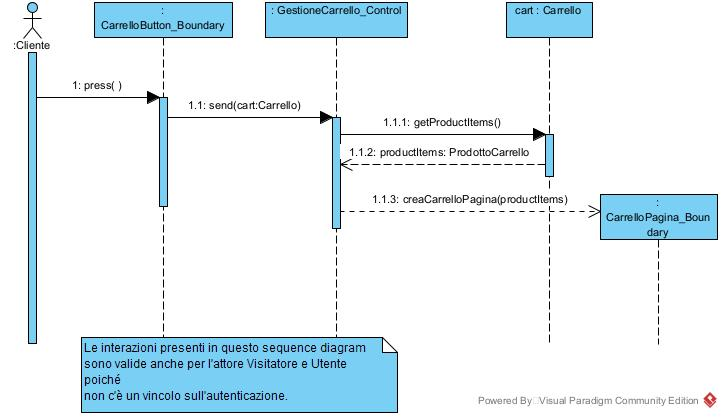 :
CarrelloButton_Boundary
: GestioneCarrello_Control
cart : Carrello
:Cliente
1: press( )
1.1: send(cart:Carrello)
1.1.1: getProductItems()
1.1.2: productItems: ProdottoCarrello
1.1.3: creaCarrelloPagina(productItems)
:
CarrelloPagina_Boun
dary
Le interazioni presenti in questo sequence diagram
sono valide anche per l'attore Visitatore e Utente
poiché
non c'è un vincolo sull'autenticazione.
Powered By Visual Paradigm Community Edition